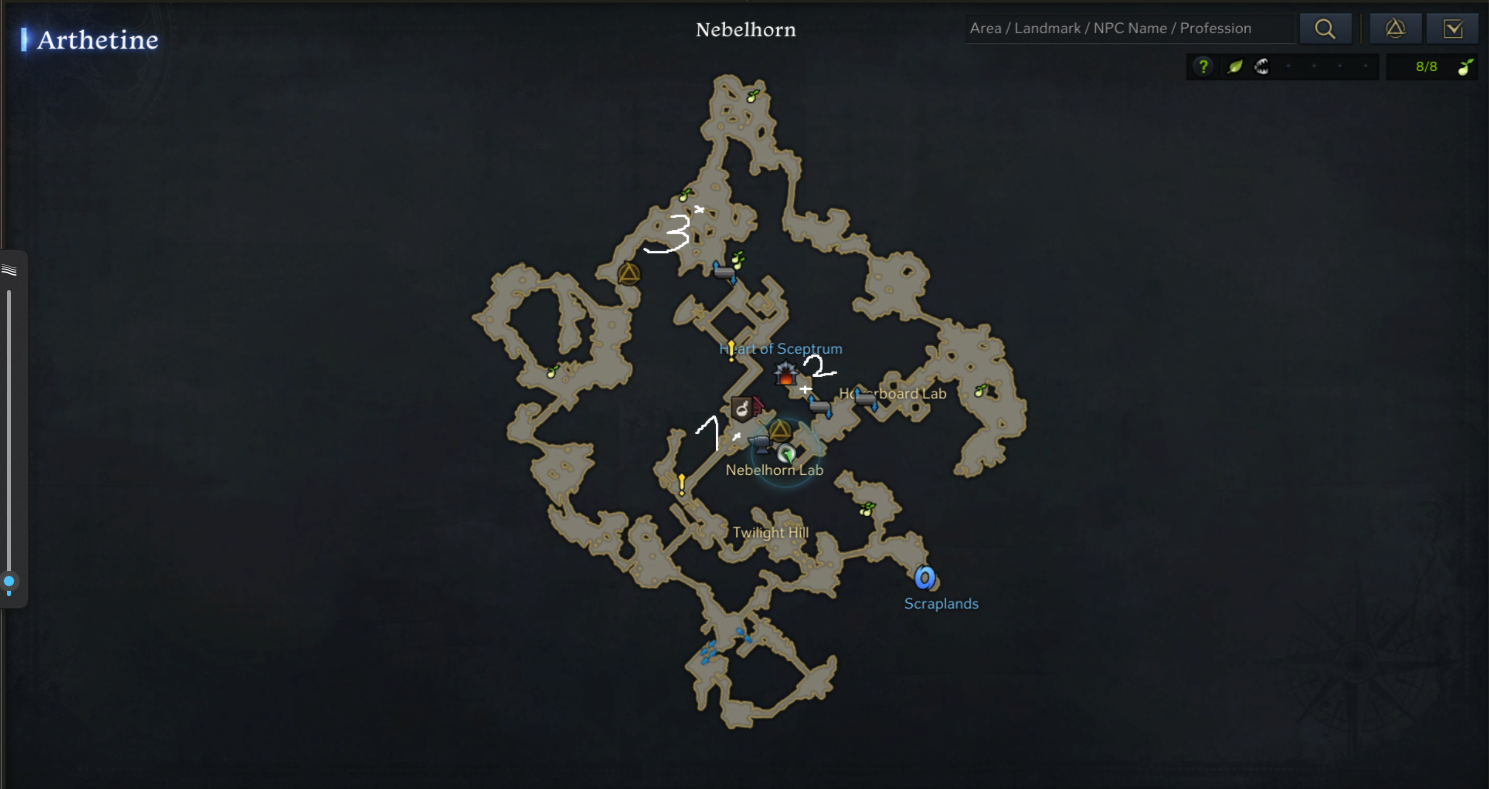 Arthetine
Nebelhorn
Area / Landmark / NPC Name / Profession
?
8/8
3
!
Heart of Sceptrum
2
Hoverboard Lab
1
Nebelhorn Lab
!
Twilight Hill
Scraplands